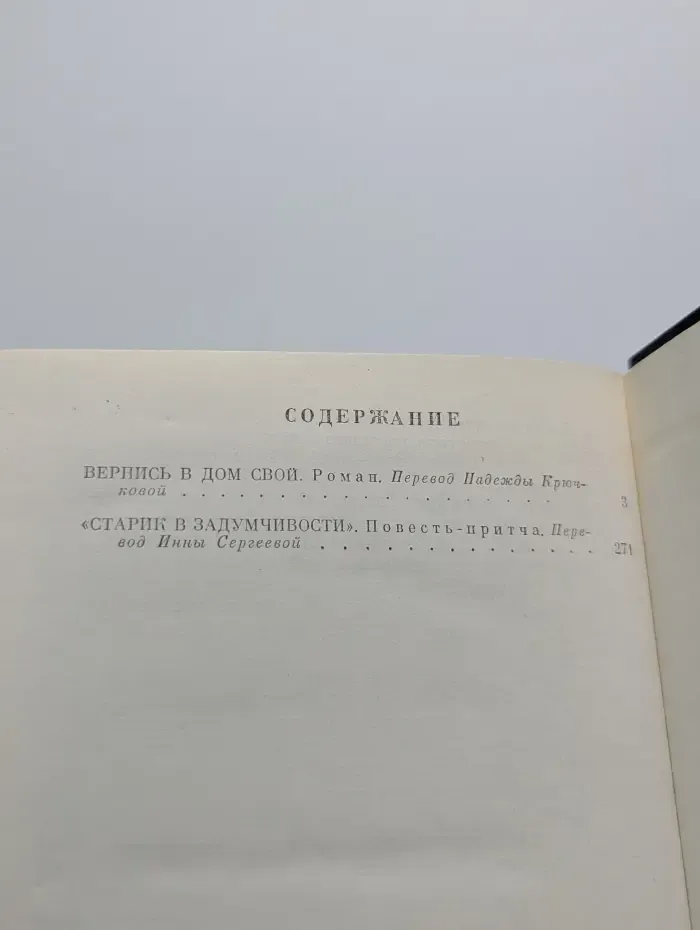 СОДЕРЖАНИЕ
ВЕРНИСЬ В ДОМ СВОЙ. Роман. Перевод Надежды Крюч-
ковой . . . . . . . . . . . . . . . . . . . 3
«СТАРИК В ЗАДУМЧИВОСТИ». Повесть-притча. Пере-
вод Инны Сергеевой . . . . . . . . . . . . . 271